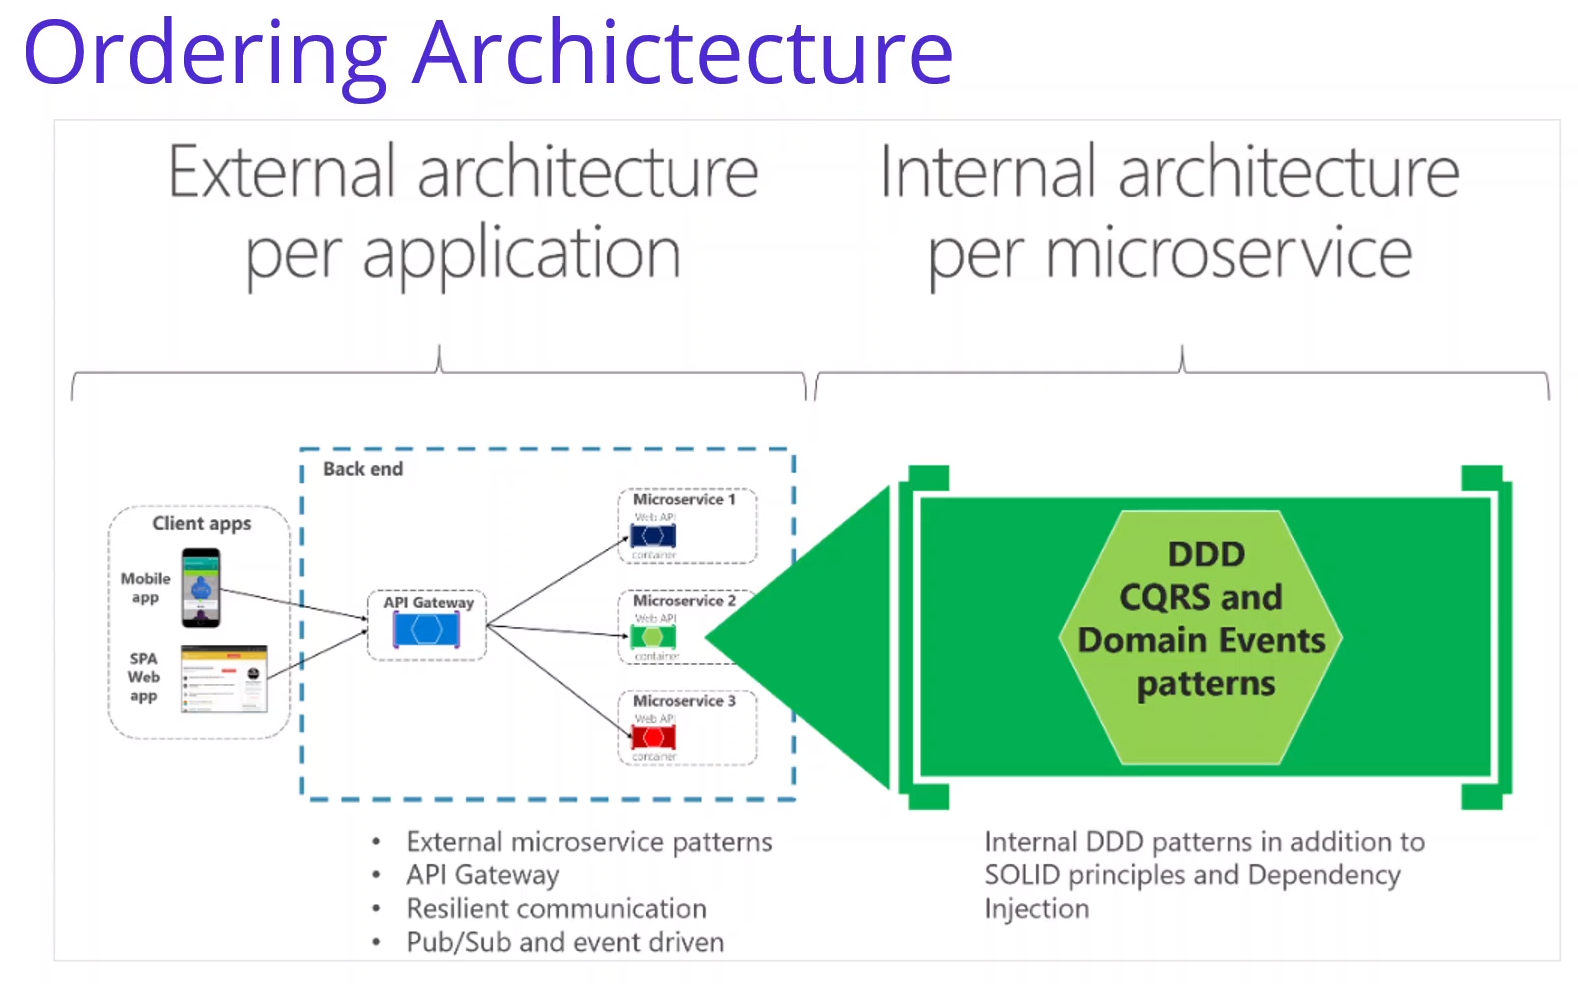 Ordering Archictecture
External architecture
per application
Internal architecture
per microservice
Back end
Client apps
Mobile
app
SPA
Web
app
API Gateway
Microservice 1
Web API
container
Microservice 2
Web API
container
Microservice 3
Web API
container
DDD
CQRS and
Domain Events
patterns
• External microservice patterns
• API Gateway
• Resilient communication
• Pub/Sub and event driven
Internal DDD patterns in addition to
SOLID principles and Dependency
Injection